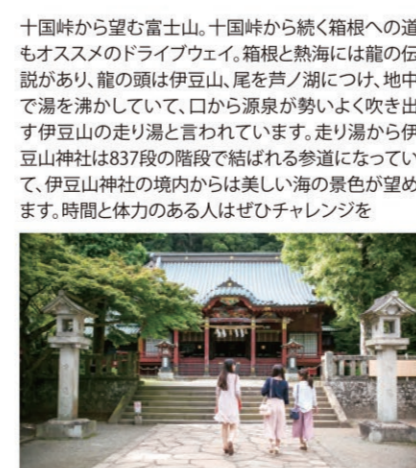 十国峠から望む富士山。十国峠から続く箱根への道
もオススメのドライブウェイ。箱根と熱海には龍の伝
説があり、龍の頭は伊豆山、尾を芦ノ湖につけ、地中
で湯を沸かしていて、口から源泉が勢いよく吹き出
す伊豆山の走り湯と言われています。走り湯から伊
豆山神社は837段の階段で結ばれる参道になってい
て、伊豆山神社の境内からは美しい海の景色が望め
ます。時間と体力のある人はぜひチャレンジを